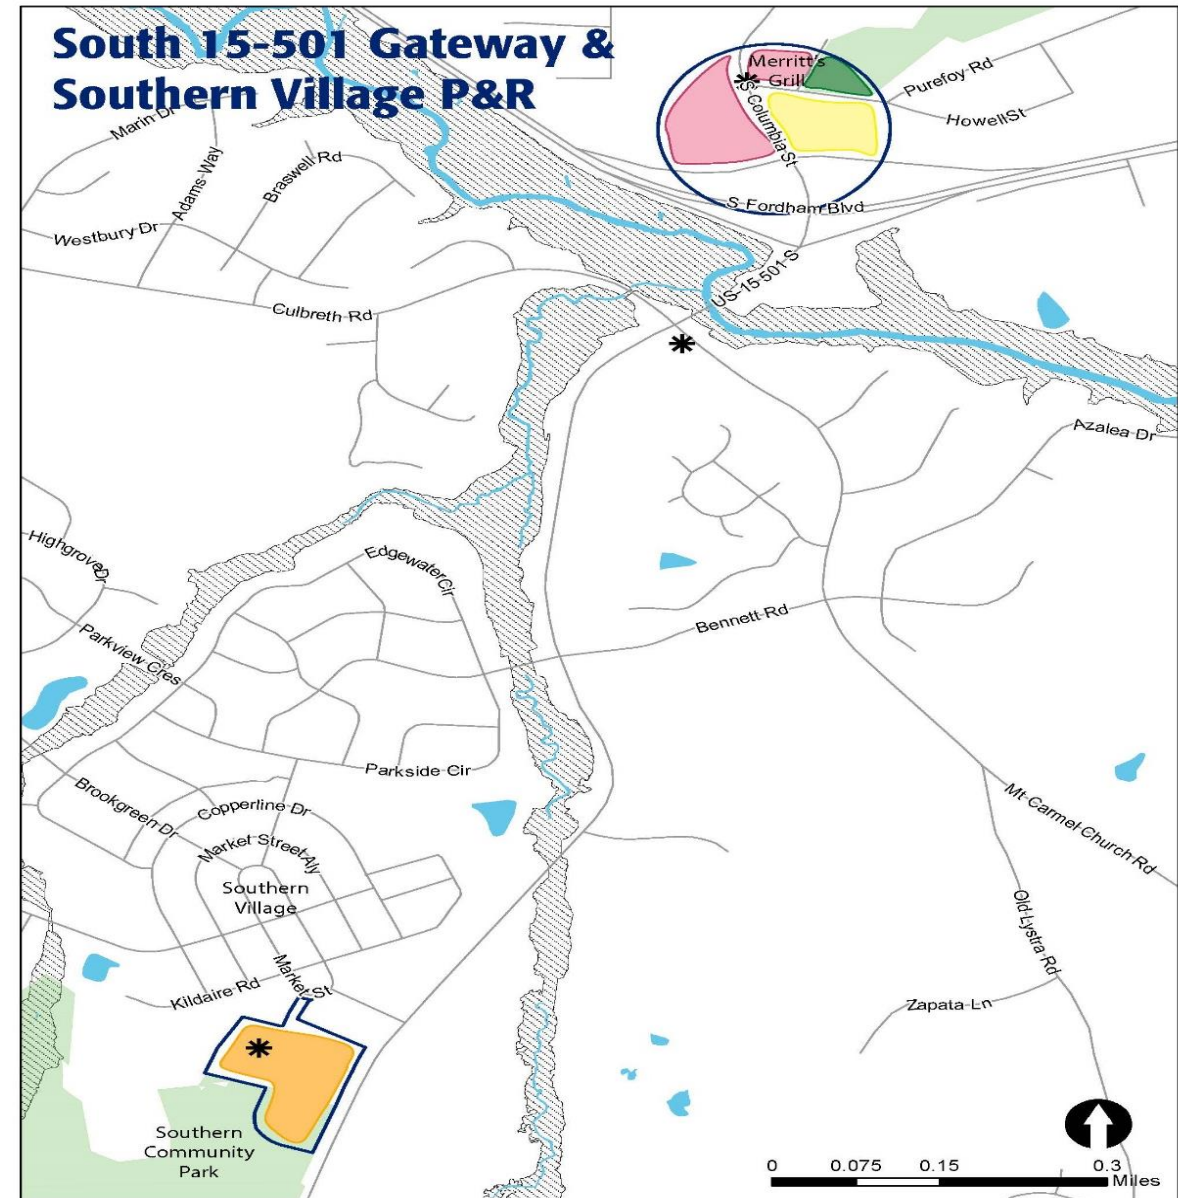 South 15-501 Gateway &
Southern Village P&R
Merritt's
Grill
Purefoy Rd
Howell St
S Columbia St
S Fordham Blvd
Marin Dr
Adams Way
Braswell Rd
Westbury Dr
US-15-501 S
Culbreth Rd
Azalea Dr
Highgrove Dr
Edgewater Cir
Bennett Rd
Parkview Cres
Parkside Cir
Brookgreen Dr
Copperline Dr
Market Street Aly
Mt Carmel Church Rd
Southern
Village
Old Lystra Rd
Market St
Kildaire Rd
Zapata Ln
Southern
Community
Park
0 0.075 0.15 0.3
Miles